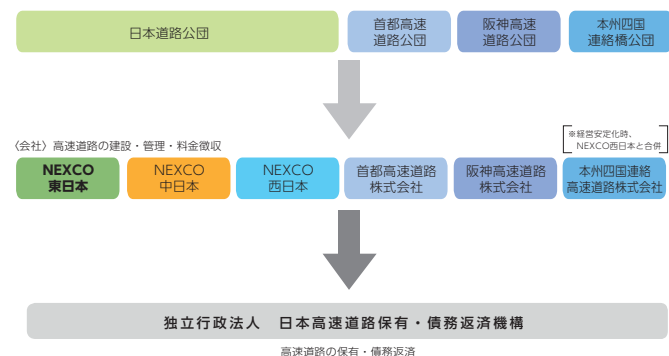 日本道路公団
首都高速
道路公団
阪神高速
道路公団
本州四国
連絡橋公団
〈会社〉高速道路の建設・管理・料金徴収
※経営安定化時、
NEXCO西日本と合併
NEXCO
東日本
NEXCO
中日本
NEXCO
西日本
首都高速道路
株式会社
阪神高速道路
株式会社
本州四国連絡
高速道路株式会社
独立行政法人 日本高速道路保有・債務返済機構
高速道路の保有・債務返済